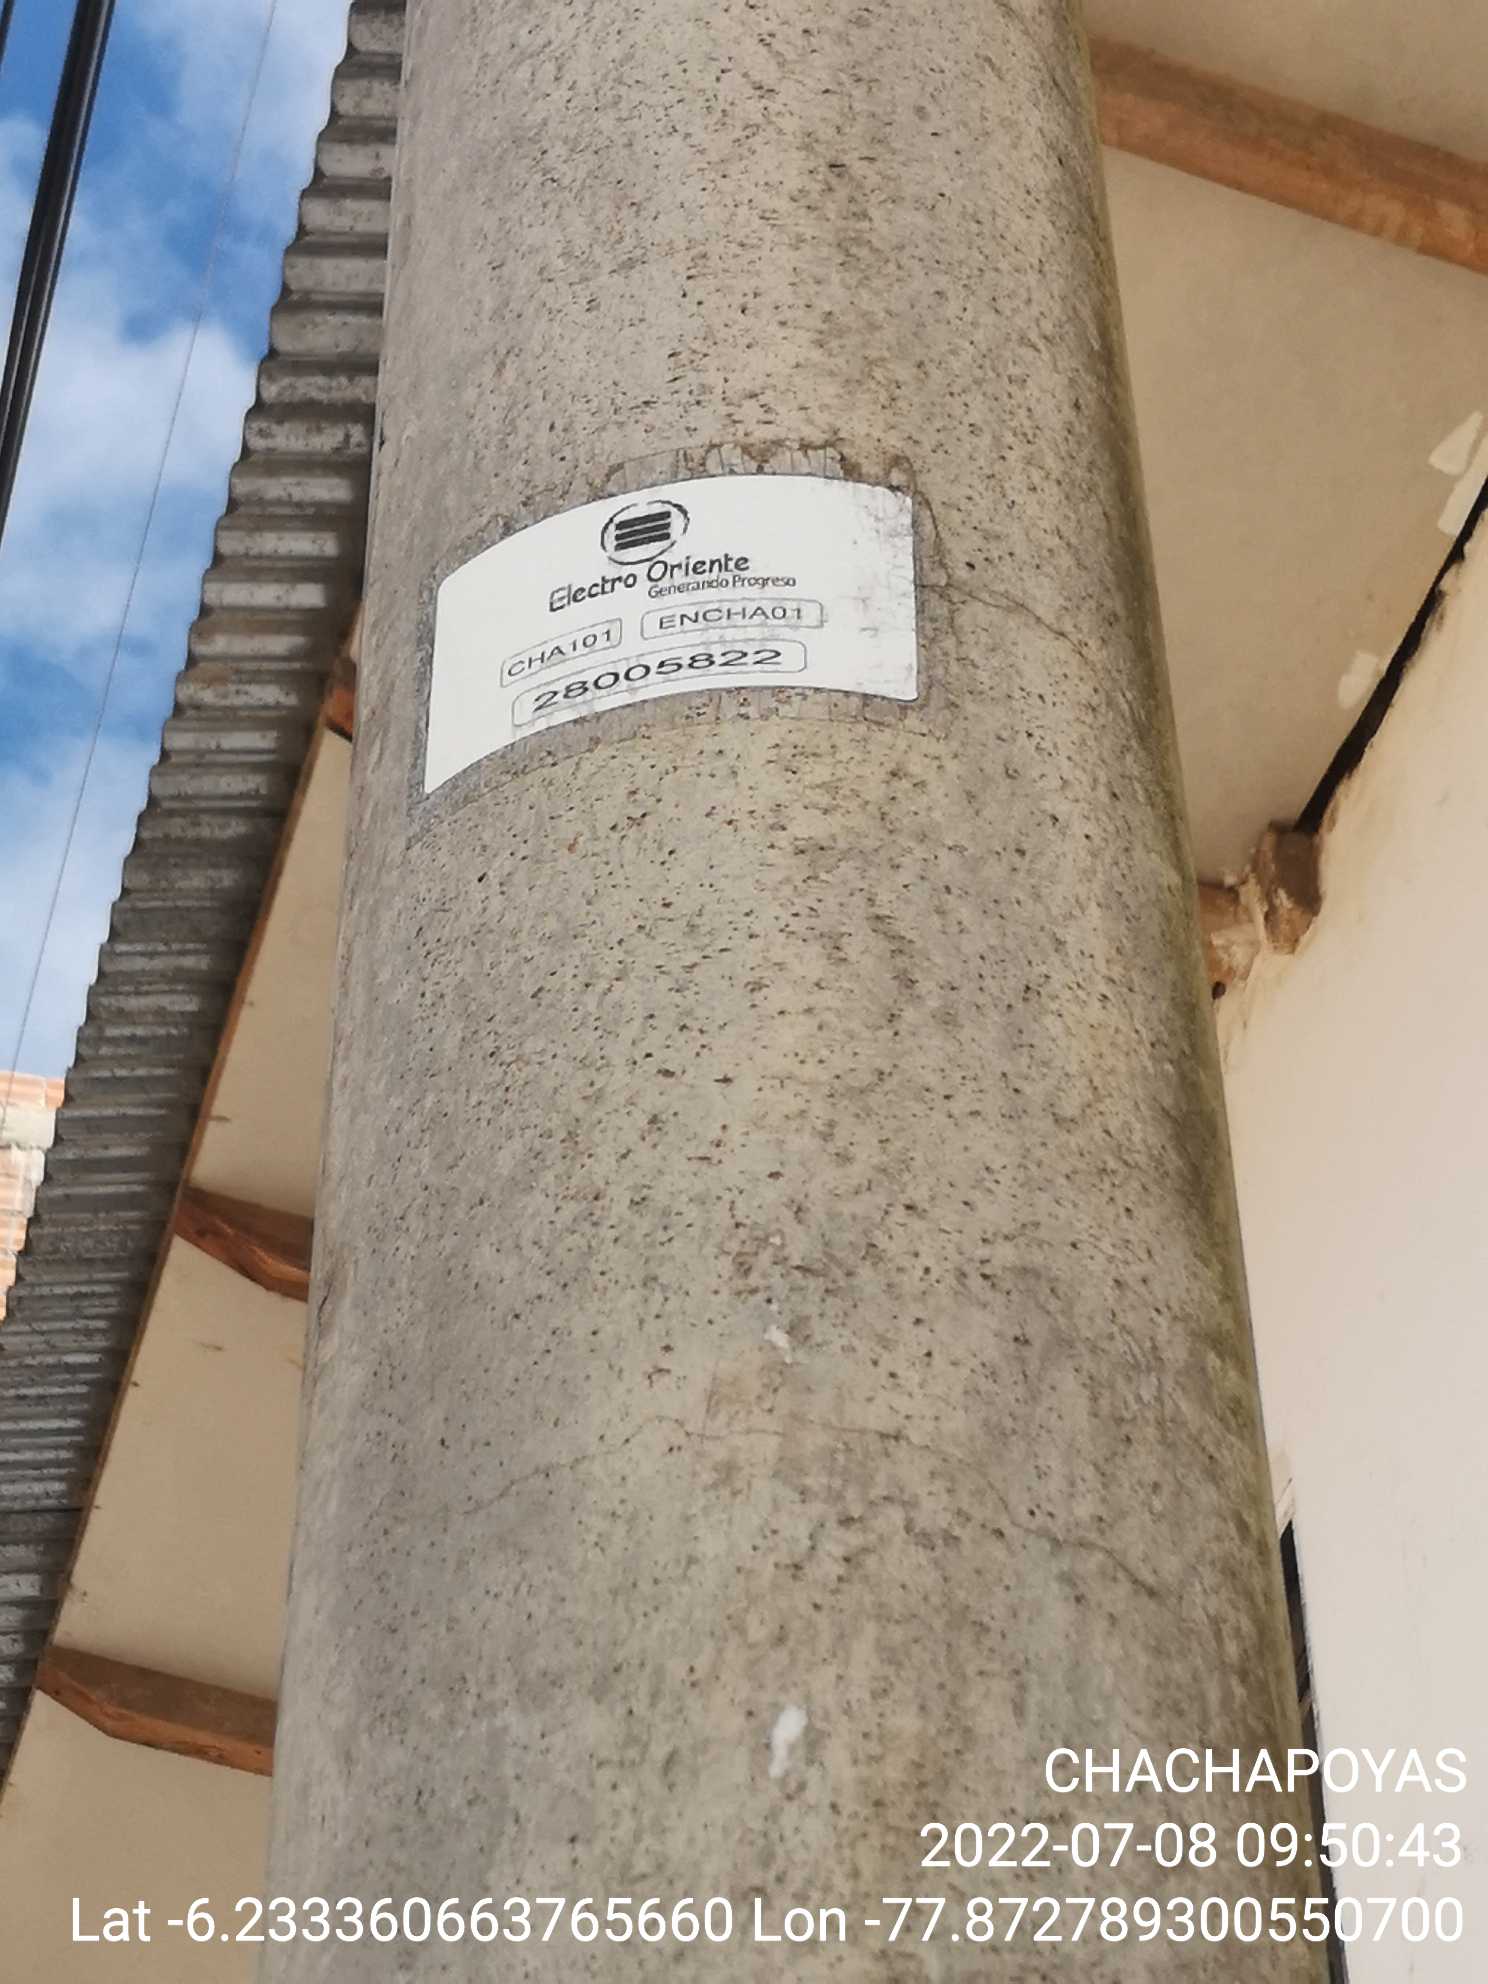 Electro Oriente
Generando Progreso
CHA101 ENCHA01
28005822
CHACHAPOYAS
2022-07-08 09:50:43
Lat -6.233360663765660 Lon -77.872789300550700